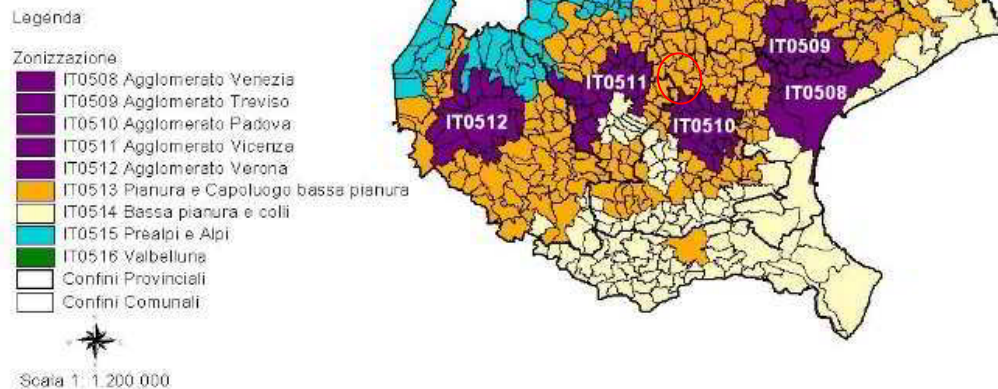 Legenda:
Zonizzazione
IT0508 Agglomerato Venezia
IT0509 Agglomerato Treviso
IT0510 Agglomerato Padova
IT0511 Agglomerato Vicenza
IT0512 Agglomerato Verona
IT0513 Pianura e Capoluogo bassa pianura
IT0514 Bassa pianura e colli
IT0515 Prealpi e Alpi
IT0516 Valbelluna
Confini Provinciali
Confini Comunali
Scala 1: 1.200.000
IT0509
IT0511
IT0508
IT0512
IT0510